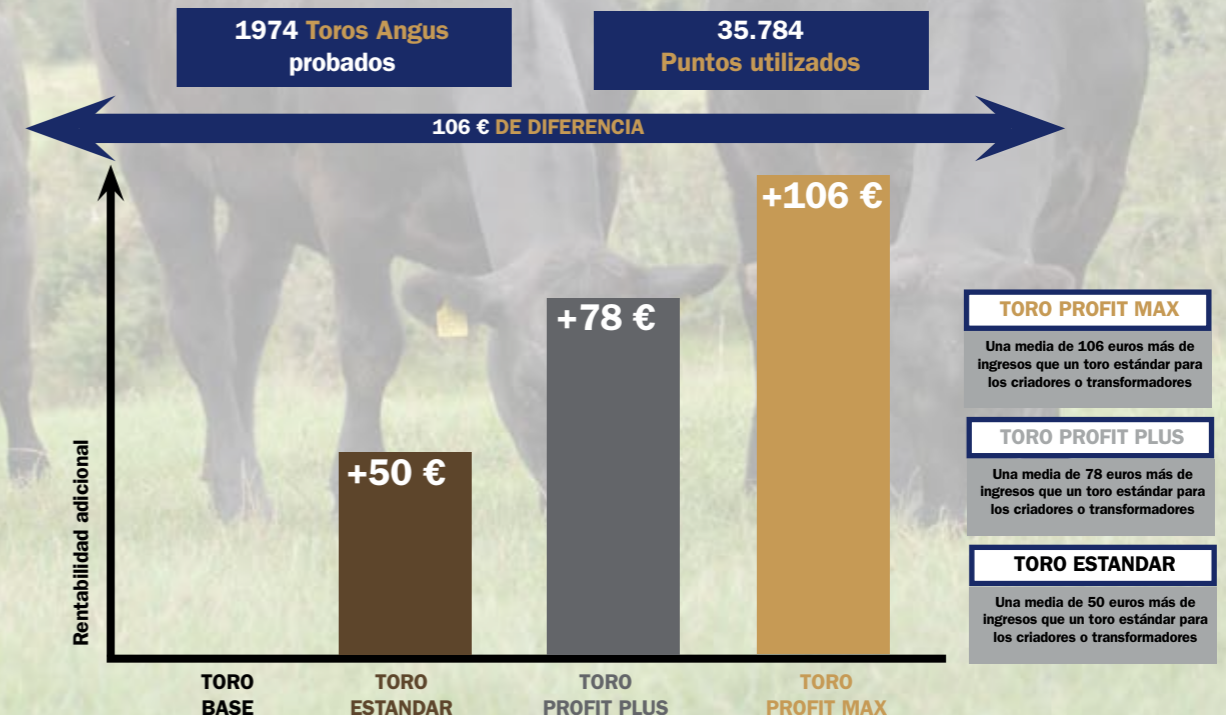 1974 Toros Angus
probados
35.784
Puntos utilizados
106 € DE DIFERENCIA
+106 €
+78 €
+50 €
Rentabilidad adicional
TORO
BASE
TORO
ESTANDAR
TORO
PROFIT PLUS
TORO
PROFIT MAX
TORO PROFIT MAX
Una media de 106 euros más de
ingresos que un toro estándar para
los criadores o transformadores
TORO PROFIT PLUS
Una media de 78 euros más de
ingresos que un toro estándar para
los criadores o transformadores
TORO ESTANDAR
Una media de 50 euros más de
ingresos que un toro estándar para
los criadores o transformadores